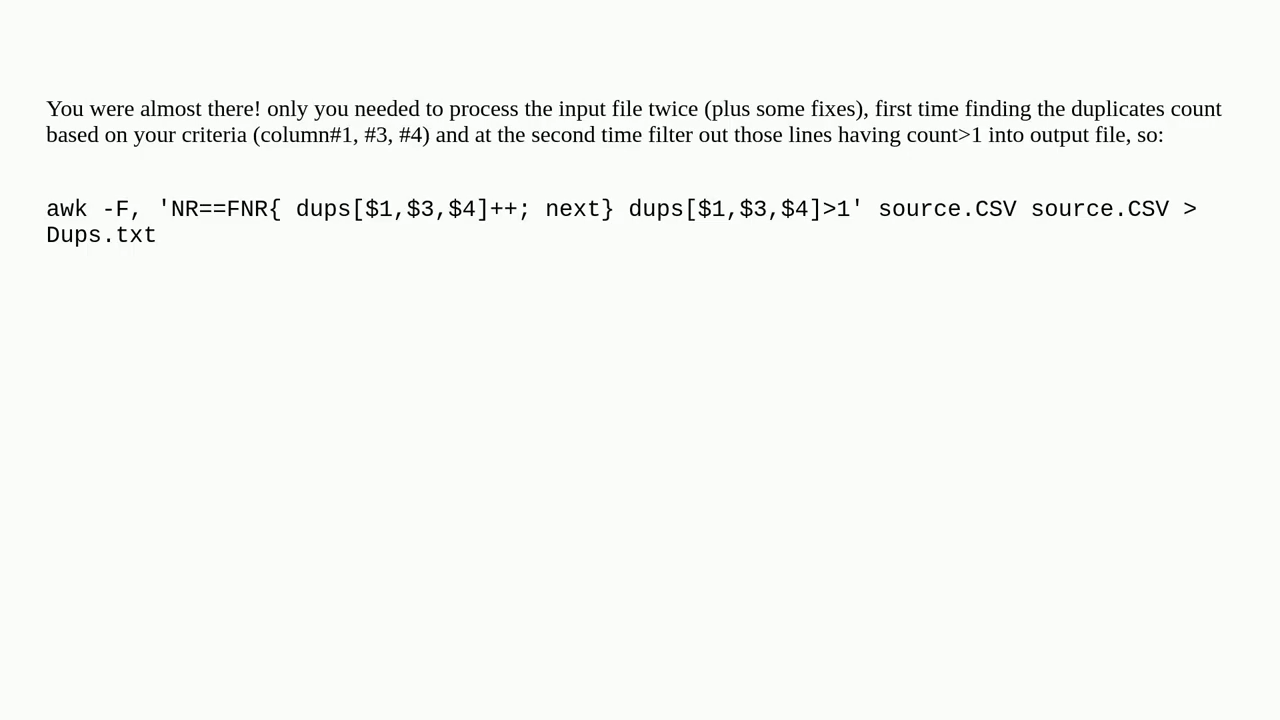 You were almost there! only you needed to process the input file twice (plus some fixes), first time finding the duplicates count
based on your criteria (column#1, #3, #4) and at the second time filter out those lines having count>1 into output file, so:
awk -F, 'NR==FNR{ dups[$1,$3,$4]++; next} dups[$1,$3,$4]>1' source.CSV source.CSV >
Dups.txt